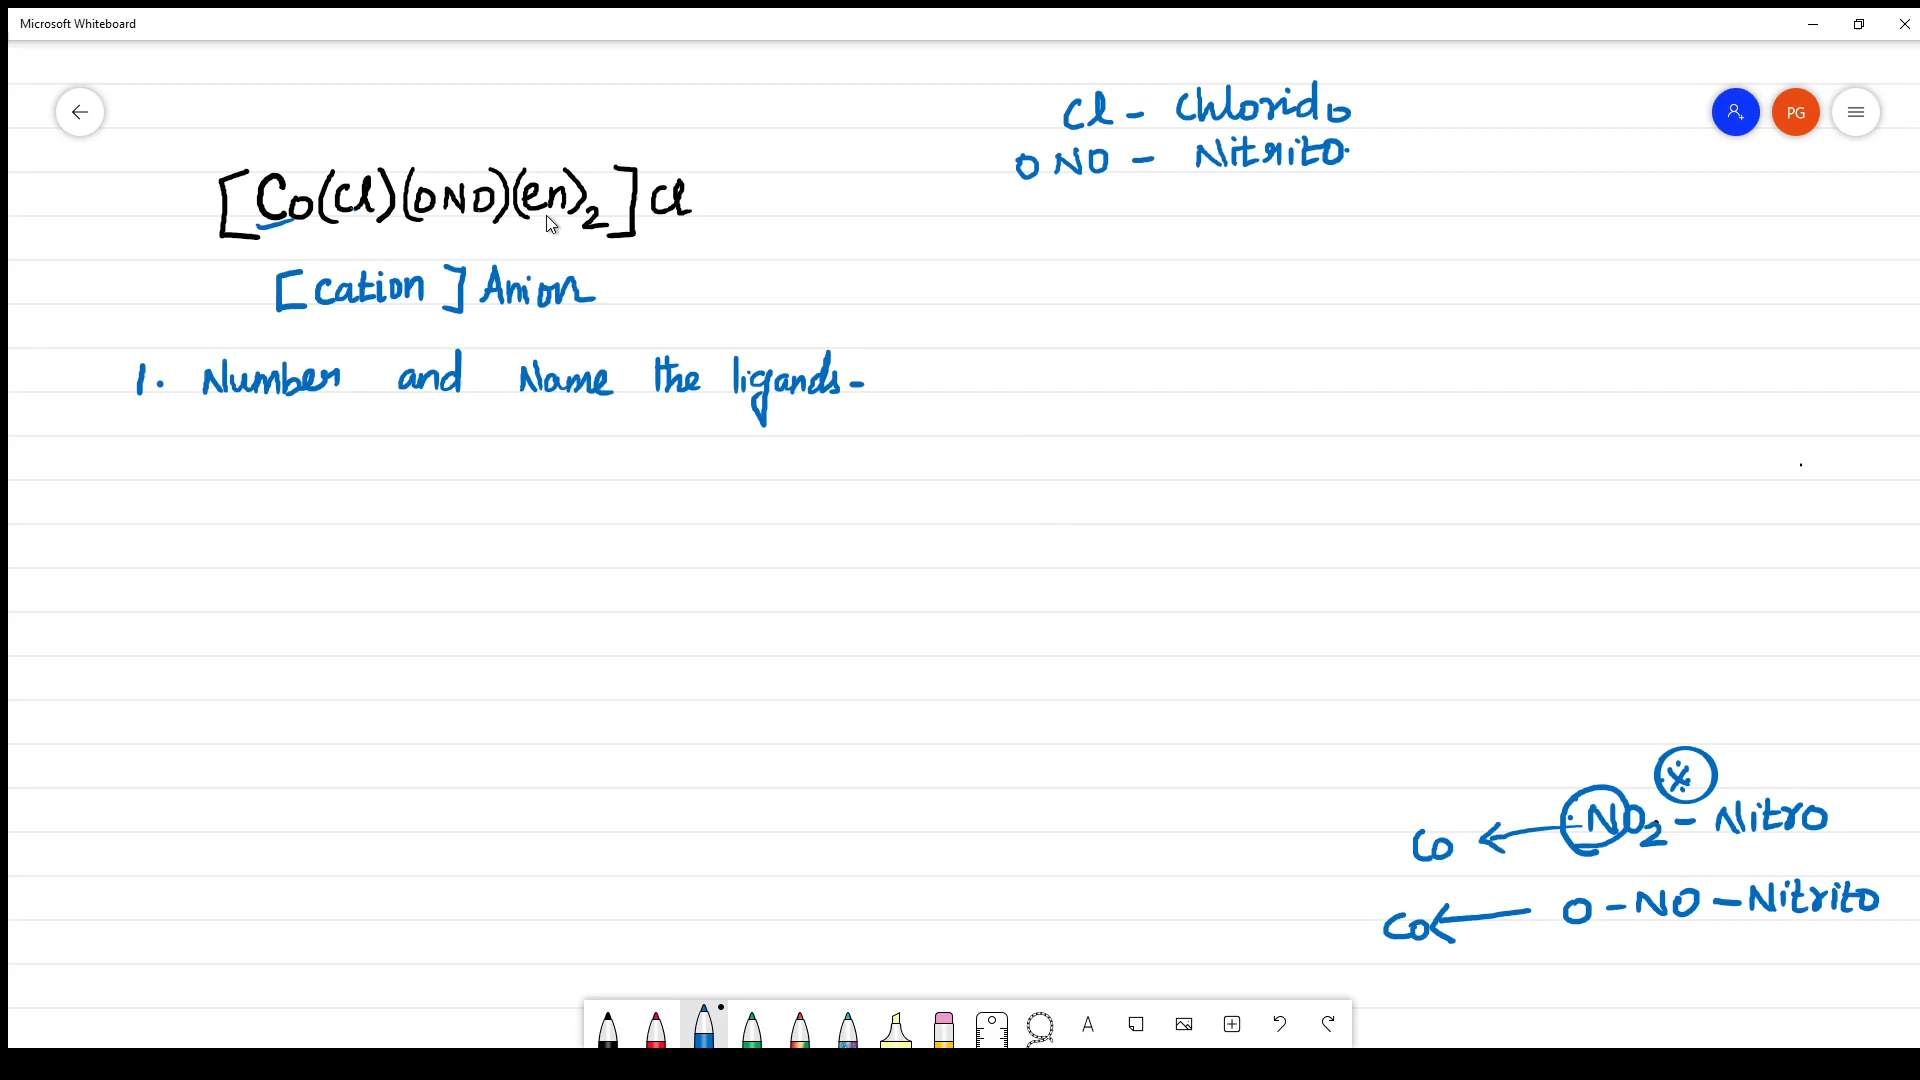 Microsoft Whiteboard
Cl - Chlorido
ONO - Nitrito.
PG
[Co(Cl)(ONO)(en)2]Cl
[cation] Anion
1. Number and Name the ligands-
Co ← :NO2 - Nitro
Co ← O-NO-Nitrito
A